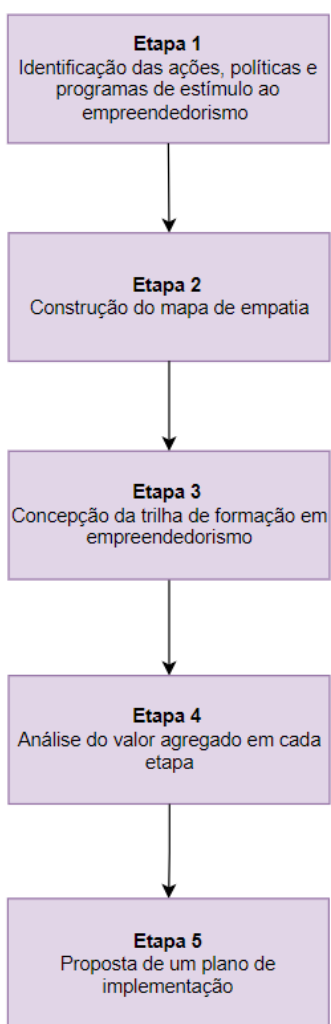 Etapa 1
Identificação das ações, políticas e
programas de estímulo ao
empreendedorismo
Etapa 2
Construção do mapa de empatia
Etapa 3
Concepção da trilha de formação em
empreendedorismo
Etapa 4
Análise do valor agregado em cada
etapa
Etapa 5
Proposta de um plano de
implementação